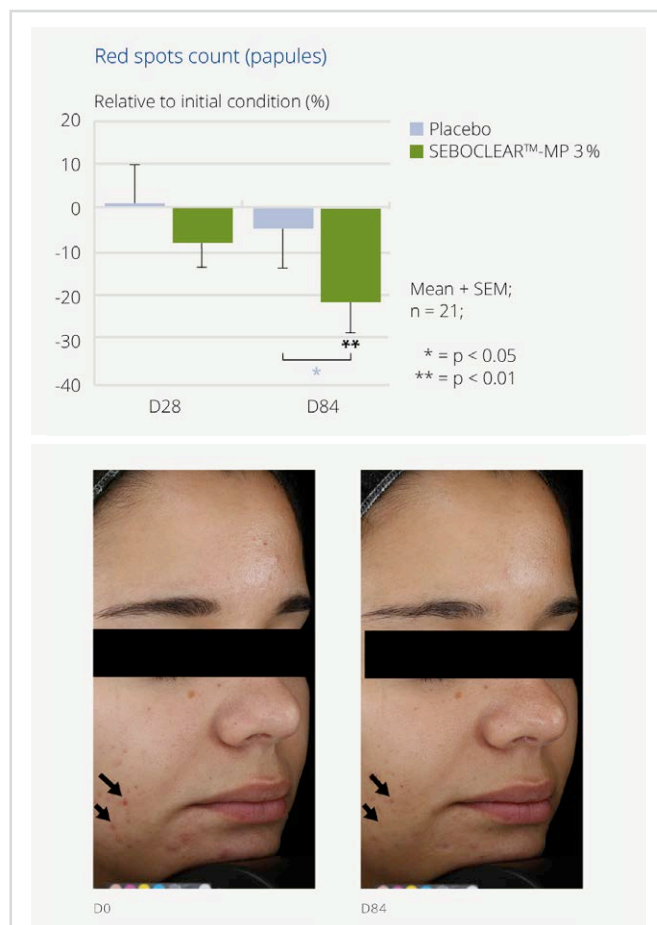 Red spots count (papules)
Relative to initial condition (%)
20
10
0
-10
-20
-30
-40
Placebo
SEBOCLEAR™-MP 3%
Mean + SEM;
n = 21;
* = p < 0.05
** = p < 0.01
**
*
D28
D84
D0
D84